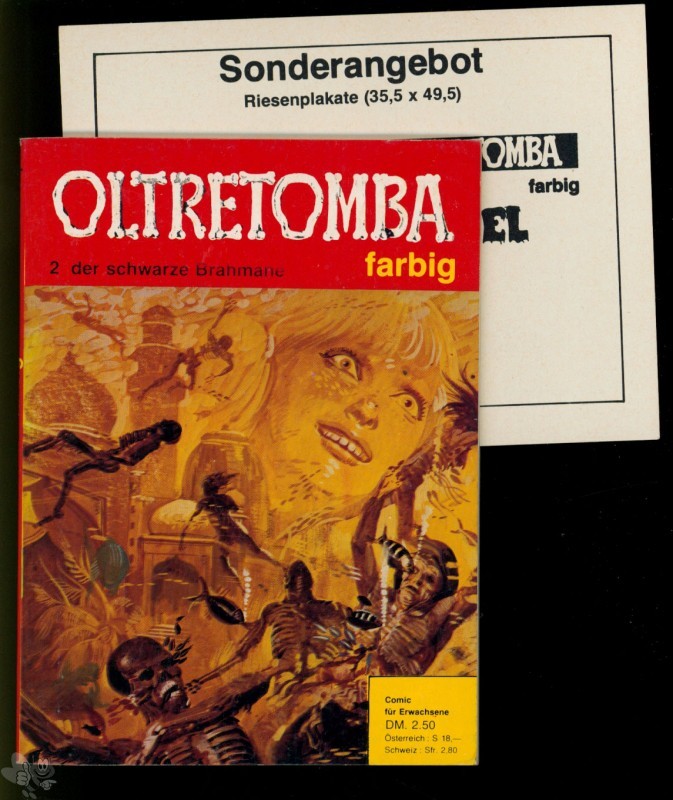 Sonderangebot
Riesenplakate (35,5 x 49,5)
OMBA
farbig
EL
OLTRETOMBA
2 der schwarze Brahmane
farbig
Comic
für Erwachsene
DM. 2.50
Österreich : S 18,—
Schweiz : Sfr. 2,80